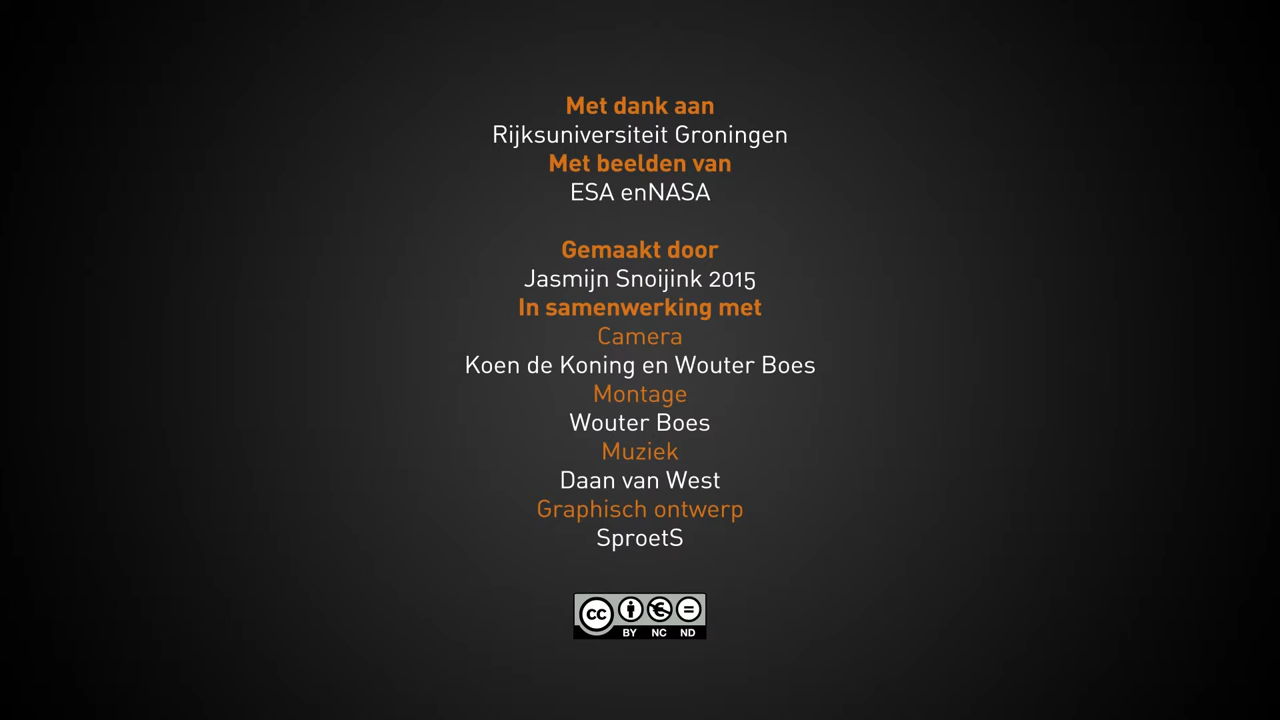 Met dank aan
Rijksuniversiteit Groningen
Met beelden van
ESA enNASA
Gemaakt door
Jasmijn Snoijink 2015
In samenwerking met
Camera
Koen de Koning en Wouter Boes
Montage
Wouter Boes
Muziek
Daan van West
Graphisch ontwerp
SproetS
cc BY NC ND